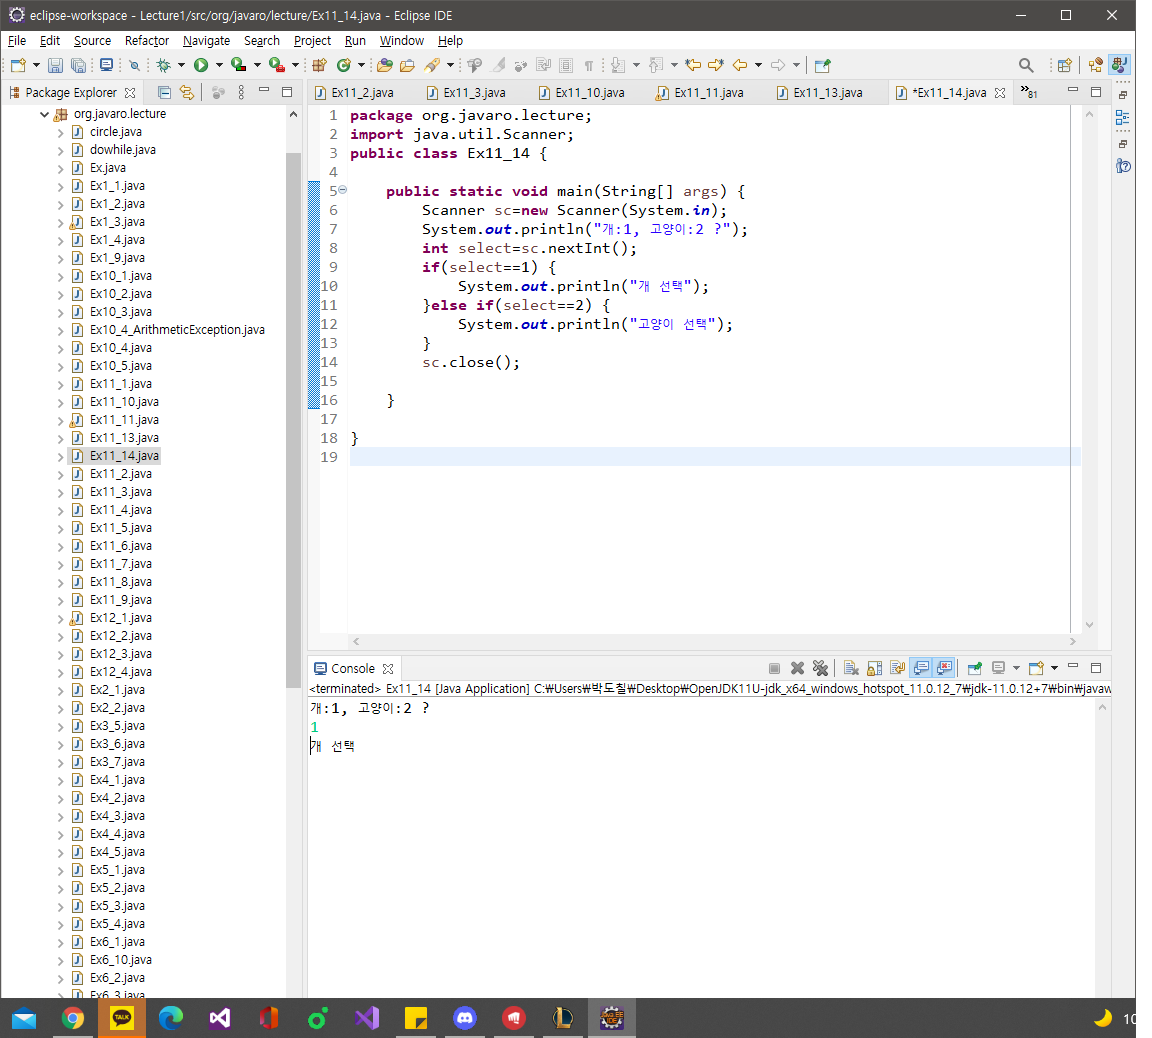 eclipse-workspace - Lecture1/src/org/javaro/lecture/Ex11_14.java - Eclipse IDE
File Edit Source Refactor Navigate Search Project Run Window Help
Package Explorer
org.javaro.lecture
circle.java
dowhile.java
Ex.java
Ex1_1.java
Ex1_2.java
Ex1_3.java
Ex1_4.java
Ex1_9.java
Ex10_1.java
Ex10_2.java
Ex10_3.java
Ex10_4_ArithmeticException.java
Ex10_4.java
Ex10_5.java
Ex11_1.java
Ex11_10.java
Ex11_11.java
Ex11_13.java
Ex11_14.java
Ex11_2.java
Ex11_3.java
Ex11_4.java
Ex11_5.java
Ex11_6.java
Ex11_7.java
Ex11_8.java
Ex11_9.java
Ex12_1.java
Ex12_2.java
Ex12_3.java
Ex12_4.java
Ex2_1.java
Ex2_2.java
Ex3_5.java
Ex3_6.java
Ex3_7.java
Ex4_1.java
Ex4_2.java
Ex4_3.java
Ex4_4.java
Ex4_5.java
Ex5_1.java
Ex5_2.java
Ex5_3.java
Ex5_4.java
Ex6_1.java
Ex6_10.java
Ex6_2.java
Ex6_3.java
Ex11_2.java Ex11_3.java Ex11_10.java Ex11_11.java Ex11_13.java *Ex11_14.java »81
1 package org.javaro.lecture;
2 import java.util.Scanner;
3 public class Ex11_14 {
4
5 public static void main(String[] args) {
6 Scanner sc=new Scanner(System.in);
7 System.out.println("개:1, 고양이:2 ?");
8 int select=sc.nextInt();
9 if(select==1) {
10 System.out.println("개 선택");
11 }else if(select==2) {
12 System.out.println("고양이 선택");
13 }
14 sc.close();
15
16 }
17
18 }
19
Console
<terminated> Ex11_14 [Java Application] C:₩Users₩박도칠₩Desktop₩OpenJDK11U-jdk_x64_windows_hotspot_11.0.12_7₩jdk-11.0.12+7₩bin₩javaw
개:1, 고양이:2 ?
1
개 선택
TALK
10